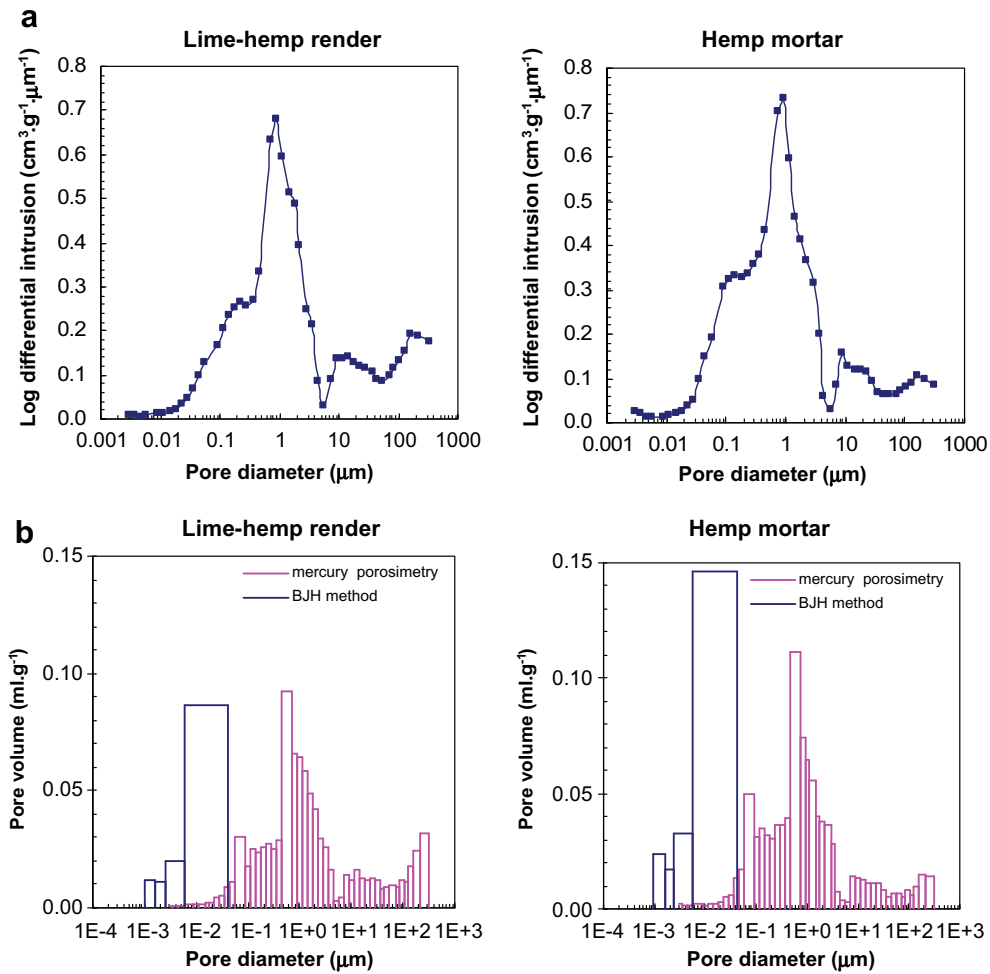 a
Lime-hemp render
Hemp mortar
Log differential intrusion (cm³.g⁻¹.μm⁻¹)
0.8
0.7
0.6
0.5
0.4
0.3
0.2
0.1
0.0
0.001 0.01 0.1 1 10 100 1000
Pore diameter (μm)
Log differential intrusion (cm³.g⁻¹.μm⁻¹)
0.8
0.7
0.6
0.5
0.4
0.3
0.2
0.1
0.0
0.001 0.01 0.1 1 10 100 1000
Pore diameter (μm)
b
Lime-hemp render
Hemp mortar
Pore volume (ml.g⁻¹)
0.15
0.10
0.05
0.00
mercury porosimetry
BJH method
1E-4 1E-3 1E-2 1E-1 1E+0 1E+1 1E+2 1E+3
Pore diameter (μm)
Pore volume (ml.g⁻¹)
0.15
0.10
0.05
0.00
mercury porosimetry
BJH method
1E-4 1E-3 1E-2 1E-1 1E+0 1E+1 1E+2 1E+3
Pore diameter (μm)